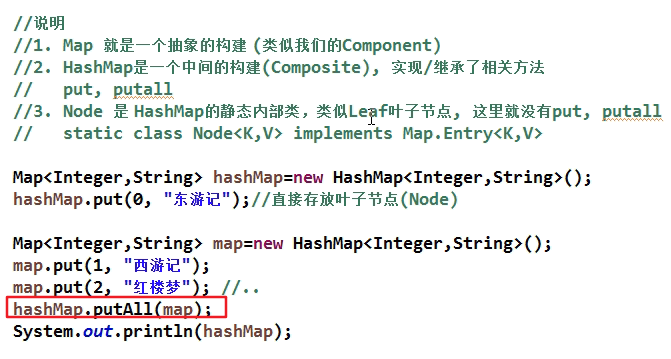 //说明
//1. Map 就是一个抽象的构建 (类似我们的Component)
//2. HashMap是一个中间的构建(Composite), 实现/继承了相关方法
//   put, putall
//3. Node 是 HashMap的静态内部类，类似Leaf叶子节点, 这里就没有put, putall
//   static class Node<K,V> implements Map.Entry<K,V>
Map<Integer,String> hashMap=new HashMap<Integer,String>();
hashMap.put(0, "东游记");//直接存放叶子节点(Node)
Map<Integer,String> map=new HashMap<Integer,String>();
map.put(1, "西游记");
map.put(2, "红楼梦"); //..
hashMap.putAll(map);
System.out.println(hashMap);